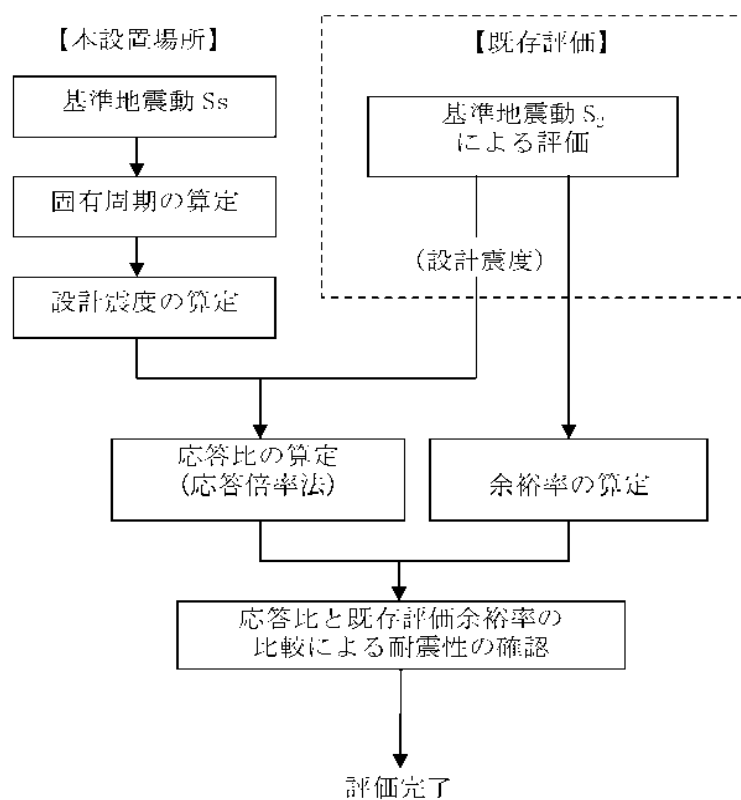 【本設置場所】
【既存評価】
基準地震動 Ss
基準地震動 S₂
による評価
固有周期の算定
(設計震度)
設計震度の算定
応答比の算定
(応答倍率法)
余裕率の算定
応答比と既存評価余裕率の
比較による耐震性の確認
評価完了